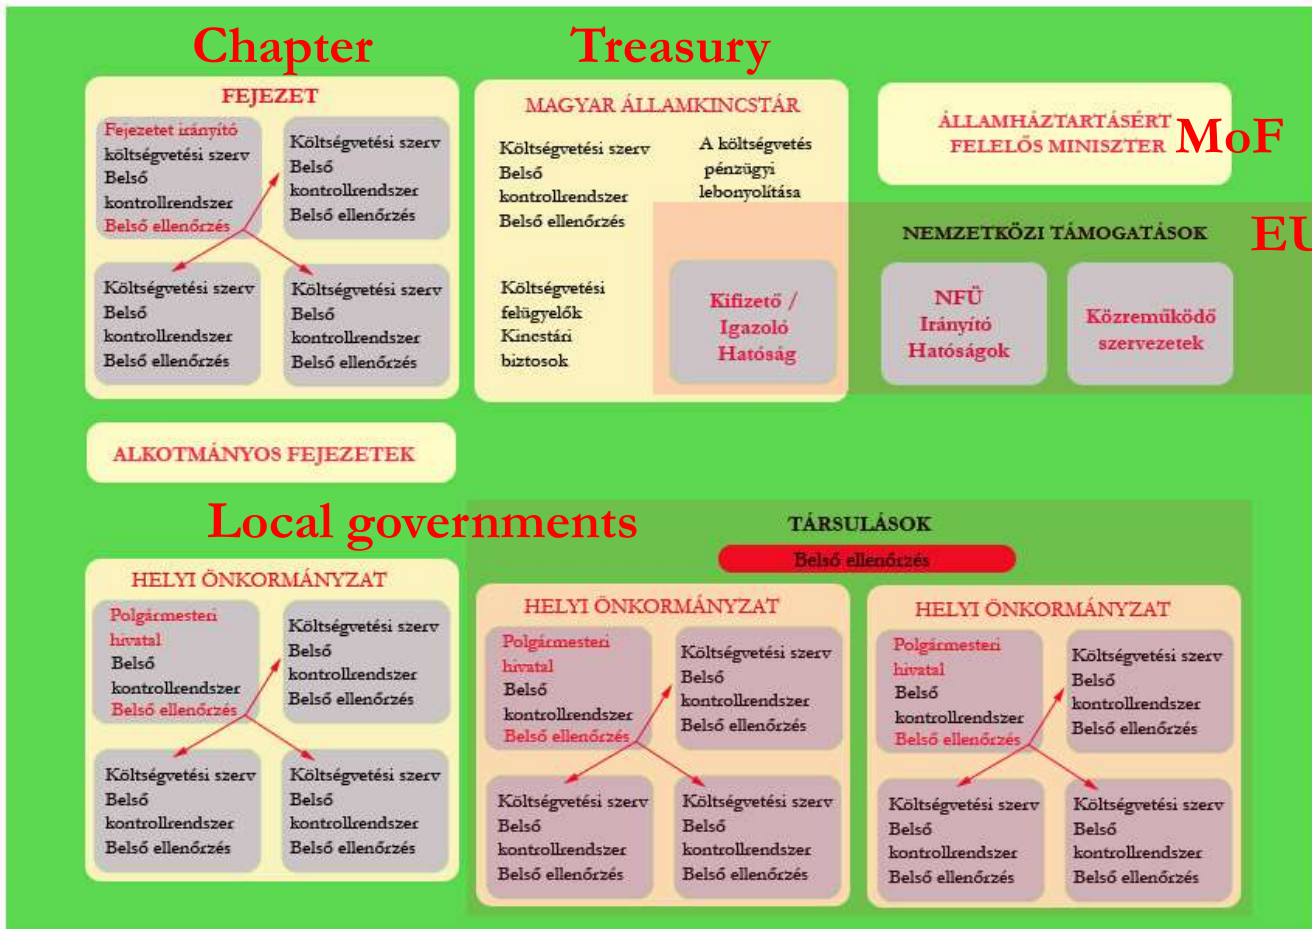 Chapter
FEJEZET
Fejezetet irányító
költségvetési szerv
Belső
kontrollrendszer
Belső ellenőrzés
Költségvetési szerv
Belső
kontrollrendszer
Belső ellenőrzés
Költségvetési szerv
Belső
kontrollrendszer
Belső ellenőrzés
Költségvetési szerv
Belső
kontrollrendszer
Belső ellenőrzés
Treasury
MAGYAR ÁLLAMKINCSTÁR
Költségvetési szerv
Belső
kontrollrendszer
Belső ellenőrzés
A költségvetés
pénzügyi
lebonyolítása
Költségvetési
felügyelők
Kincstári
biztosok
Kifizető /
Igazoló
Hatóság
ÁLLAMHÁZTARTÁSÉRT
FELELŐS MINISZTER
MoF
NEMZETKÖZI TÁMOGATÁSOK
EU
NFÜ
Irányító
Hatóságok
Közreműködő
szervezetek
ALKOTMÁNYOS FEJEZETEK
Local governments
HELYI ÖNKORMÁNYZAT
Polgármesteri
hivatal
Belső
kontrollrendszer
Belső ellenőrzés
Költségvetési szerv
Belső
kontrollrendszer
Belső ellenőrzés
Költségvetési szerv
Belső
kontrollrendszer
Belső ellenőrzés
Költségvetési szerv
Belső
kontrollrendszer
Belső ellenőrzés
TÁRSULÁSOK
Belső ellenőrzés
HELYI ÖNKORMÁNYZAT
Polgármesteri
hivatal
Belső
kontrollrendszer
Belső ellenőrzés
Költségvetési szerv
Belső
kontrollrendszer
Belső ellenőrzés
Költségvetési szerv
Belső
kontrollrendszer
Belső ellenőrzés
Költségvetési szerv
Belső
kontrollrendszer
Belső ellenőrzés
HELYI ÖNKORMÁNYZAT
Polgármesteri
hivatal
Belső
kontrollrendszer
Belső ellenőrzés
Költségvetési szerv
Belső
kontrollrendszer
Belső ellenőrzés
Költségvetési szerv
Belső
kontrollrendszer
Belső ellenőrzés
Költségvetési szerv
Belső
kontrollrendszer
Belső ellenőrzés